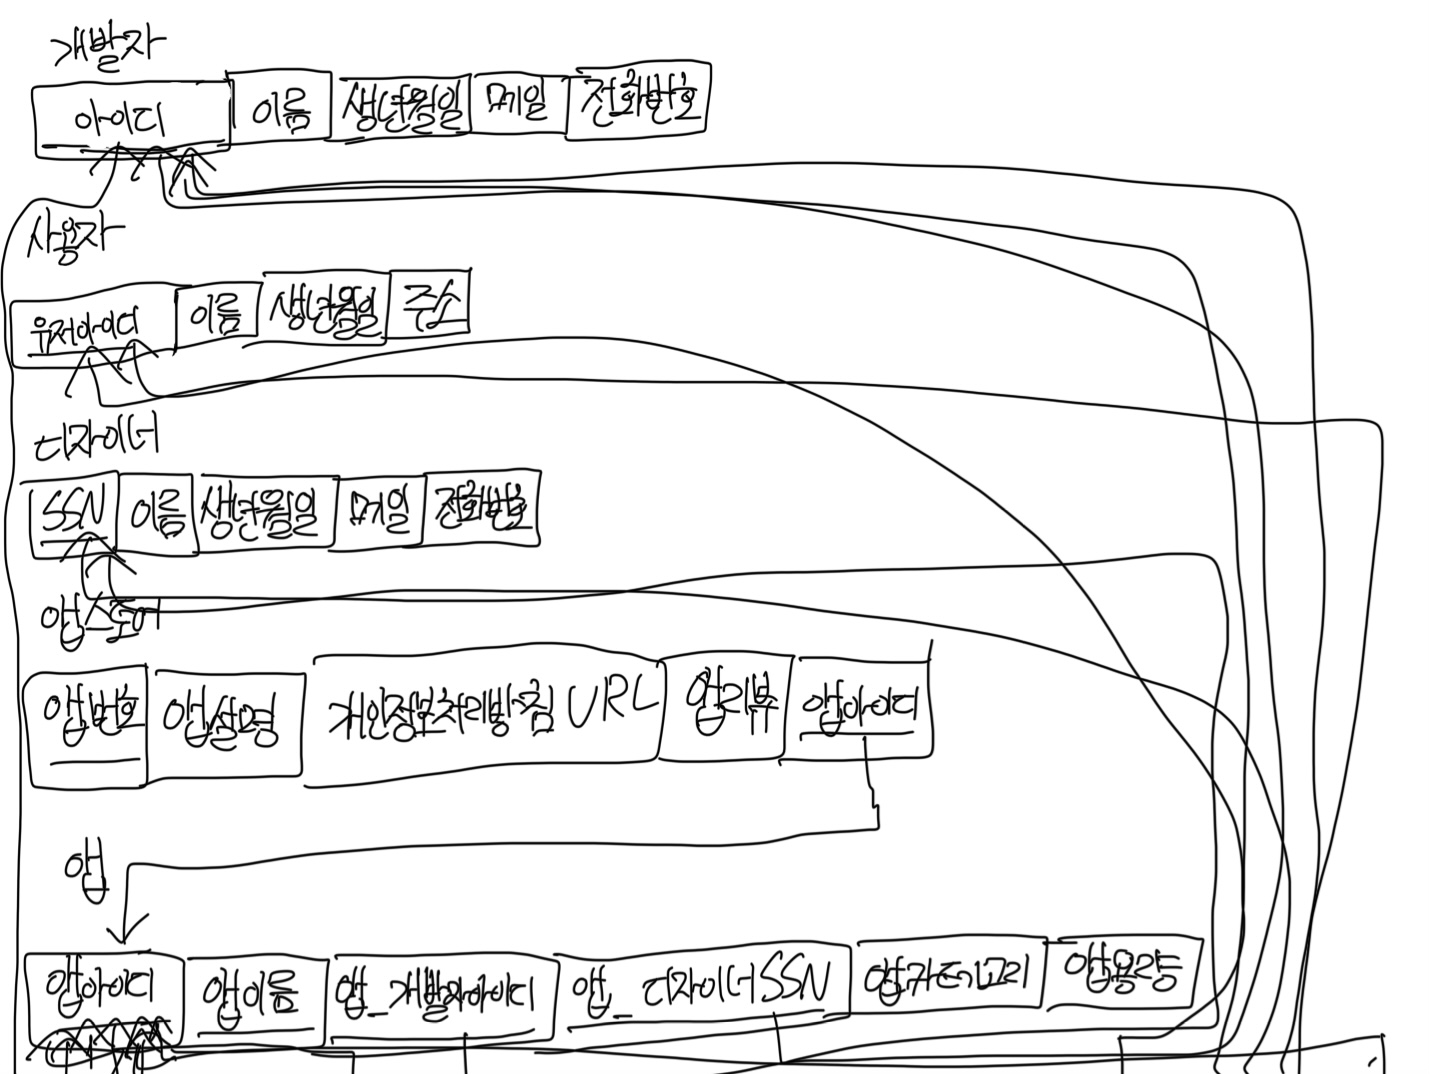 개발자
아이디 이름 생년월일 메일 전화번호
사용자
유저아이디 이름 생년월일 주소
디자이너
SSN 이름 생년월일 메일 전화번호
앱스토어
앱번호 앱설명 개인정보처리방침 URL 앱리뷰 앱아이디
앱
앱아이디 앱이름 앱_개발자아이디 앱_디자이너SSN 앱카테고리 앱용량